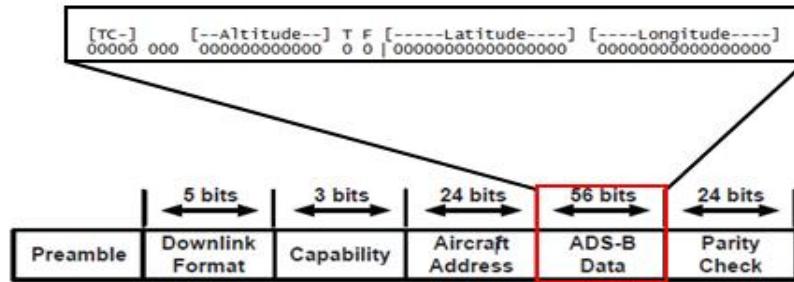 [TC-] [--Altitude--] T F [-----Latitude----] [----Longitude----]
00000 000 000000000000 0 0 |00000000000000000 00000000000000000
5 bits 3 bits 24 bits 56 bits 24 bits
Preamble Downlink Format Capability Aircraft Address ADS-B Data Parity Check